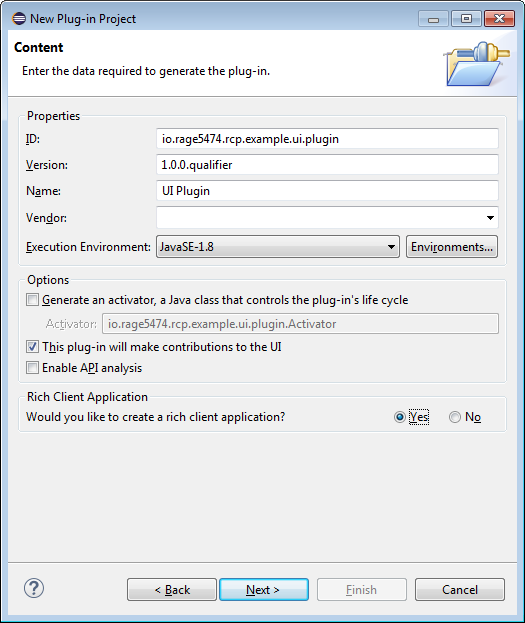 New Plug-in Project
Content
Enter the data required to generate the plug-in.
Properties
ID: io.rage5474.rcp.example.ui.plugin
Version: 1.0.0.qualifier
Name: UI Plugin
Vendor:
Execution Environment: JavaSE-1.8 Environments...
Options
Generate an activator, a Java class that controls the plug-in's life cycle
Activator: io.rage5474.rcp.example.ui.plugin.Activator
This plug-in will make contributions to the UI
Enable API analysis
Rich Client Application
Would you like to create a rich client application? Yes No
? < Back Next > Finish Cancel